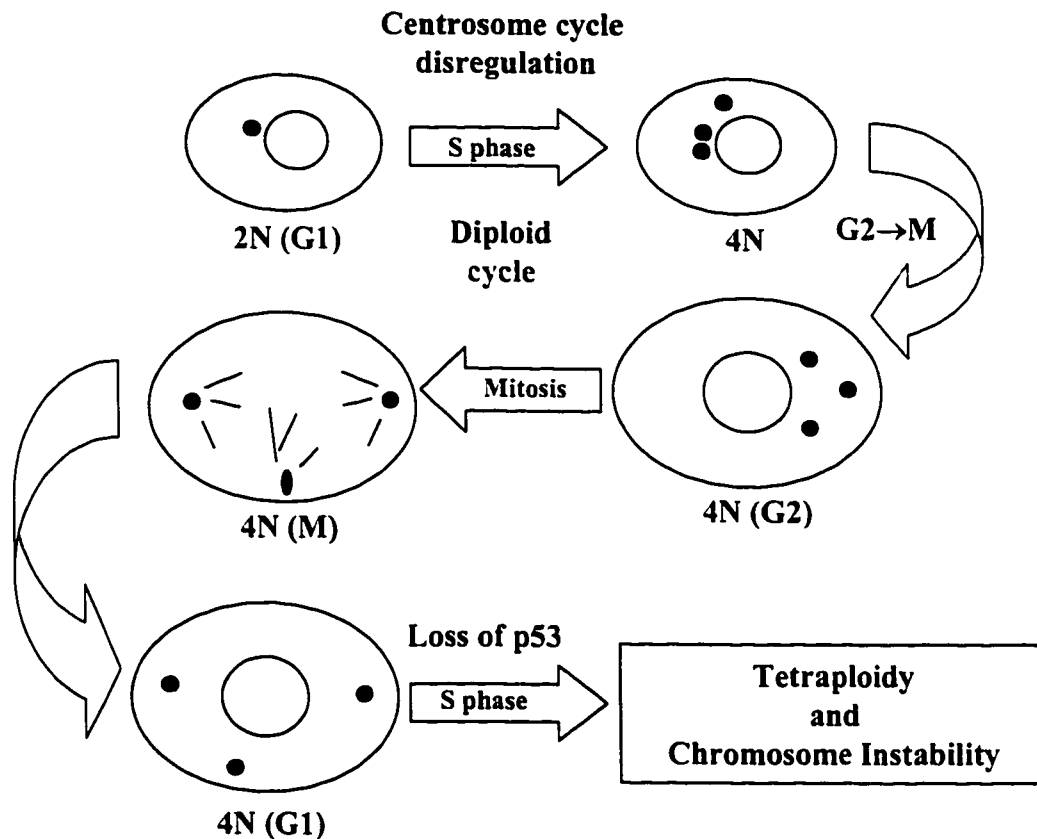 Centrosome cycle
disregulation
S phase
2N (G1)
Diploid
cycle
4N
G2→M
Mitosis
4N (M)
4N (G2)
Loss of p53
S phase
Tetraploidy
and
Chromosome Instability
4N (G1)